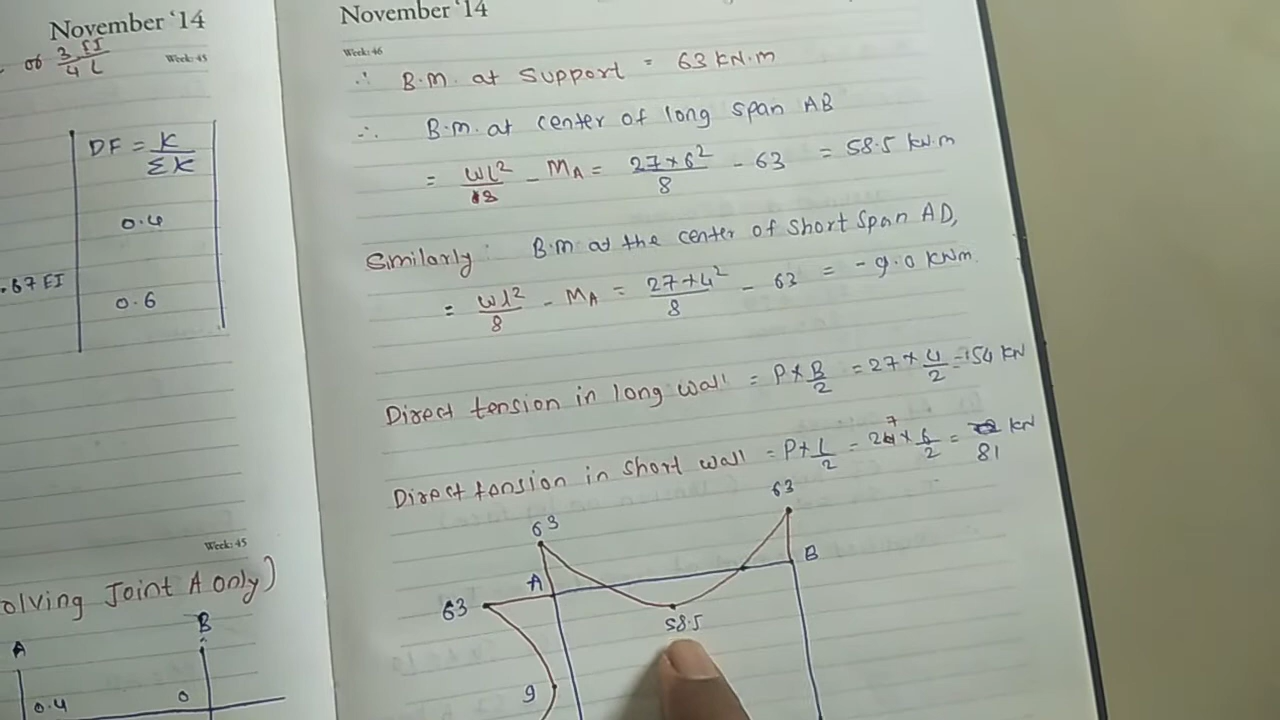 November '14
of 3/4 EI/L
Week: 45
DF = K/ΣK
0.4
.67 EI
0.6
Week: 45
olving Joint A only)
A
B
0.4
0
November '14
Week: 46
∴ B.M. at support = 63 KN.m
∴ B.M. at center of long span AB
= wl²/8 - MA = 27×6²/8 - 63 = 58.5 kN.m
Similarly: B.M at the center of short span AD,
= wl²/8 - MA = 27×4²/8 - 63 = -9.0 kNm
Direct tension in long wall = P×B/2 = 27×4/2 = 54 kN
Direct tension in short wall = P×L/2 = 27×6/2 = 81 kN
63
63
A
B
63
58.5
9